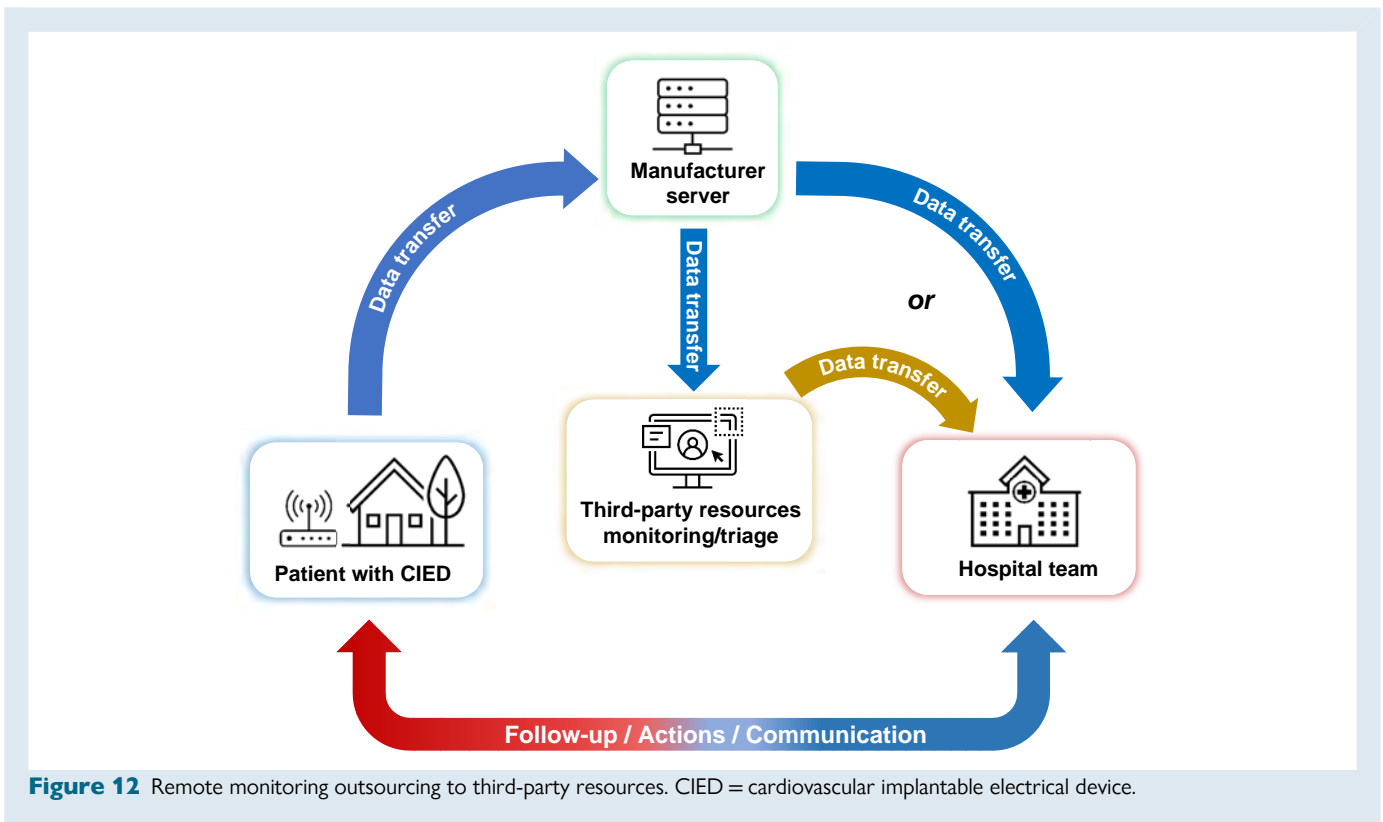 Manufacturer
server
Data transfer
Data transfer
Data transfer
or
Data transfer
Third-party resources
monitoring/triage
Patient with CIED
Hospital team
Follow-up / Actions / Communication
Figure 12 Remote monitoring outsourcing to third-party resources. CIED = cardiovascular implantable electrical device.